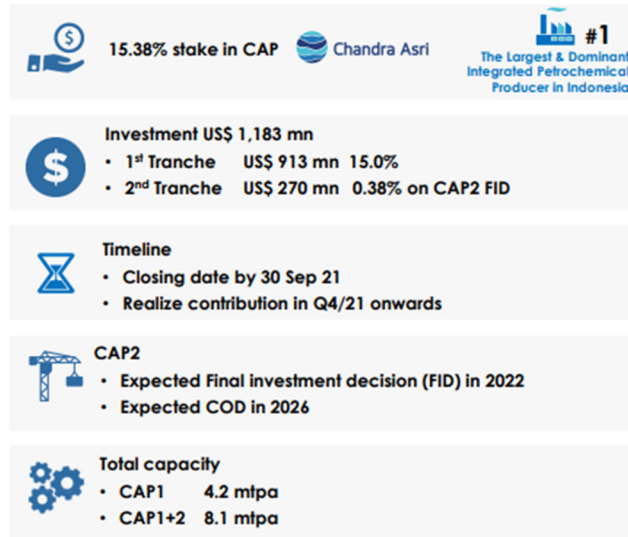 15.38% stake in CAP
Chandra Asri
#1
The Largest & Dominant
Integrated Petrochemical
Producer in Indonesia
Investment US$ 1,183 mn
• 1st Tranche US$ 913 mn 15.0%
• 2nd Tranche US$ 270 mn 0.38% on CAP2 FID
Timeline
• Closing date by 30 Sep 21
• Realize contribution in Q4/21 onwards
CAP2
• Expected Final investment decision (FID) in 2022
• Expected COD in 2026
Total capacity
• CAP1 4.2 mtpa
• CAP1+2 8.1 mtpa